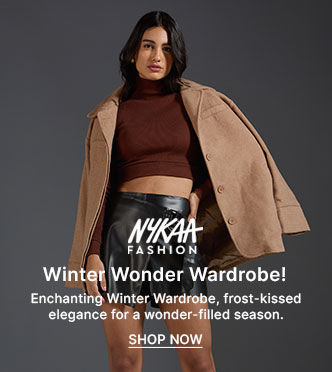 NYKAA
FASHION
Winter Wonder Wardrobe!
Enchanting Winter Wardrobe, frost-kissed
elegance for a wonder-filled season.
SHOP NOW